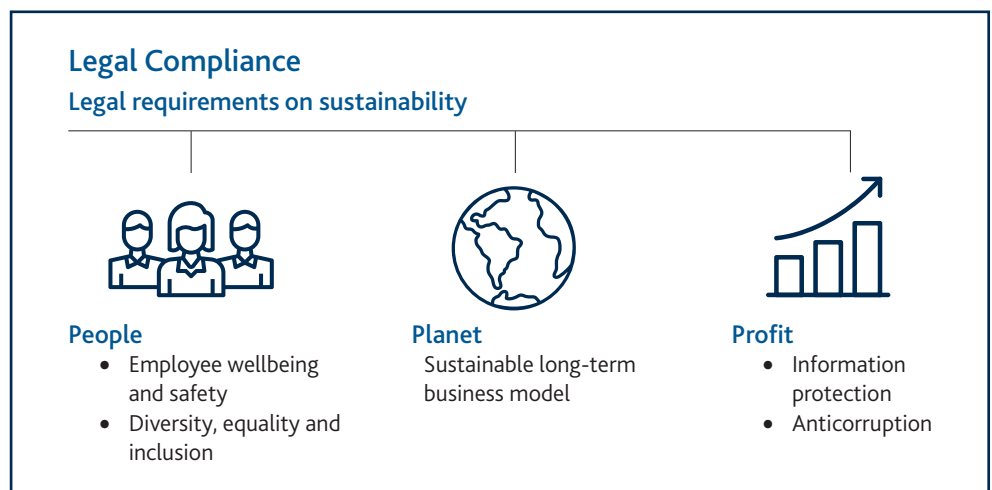 Legal Compliance
Legal requirements on sustainability
People
• Employee wellbeing
and safety
• Diversity, equality and
inclusion
Planet
Sustainable long-term
business model
Profit
• Information
protection
• Anticorruption